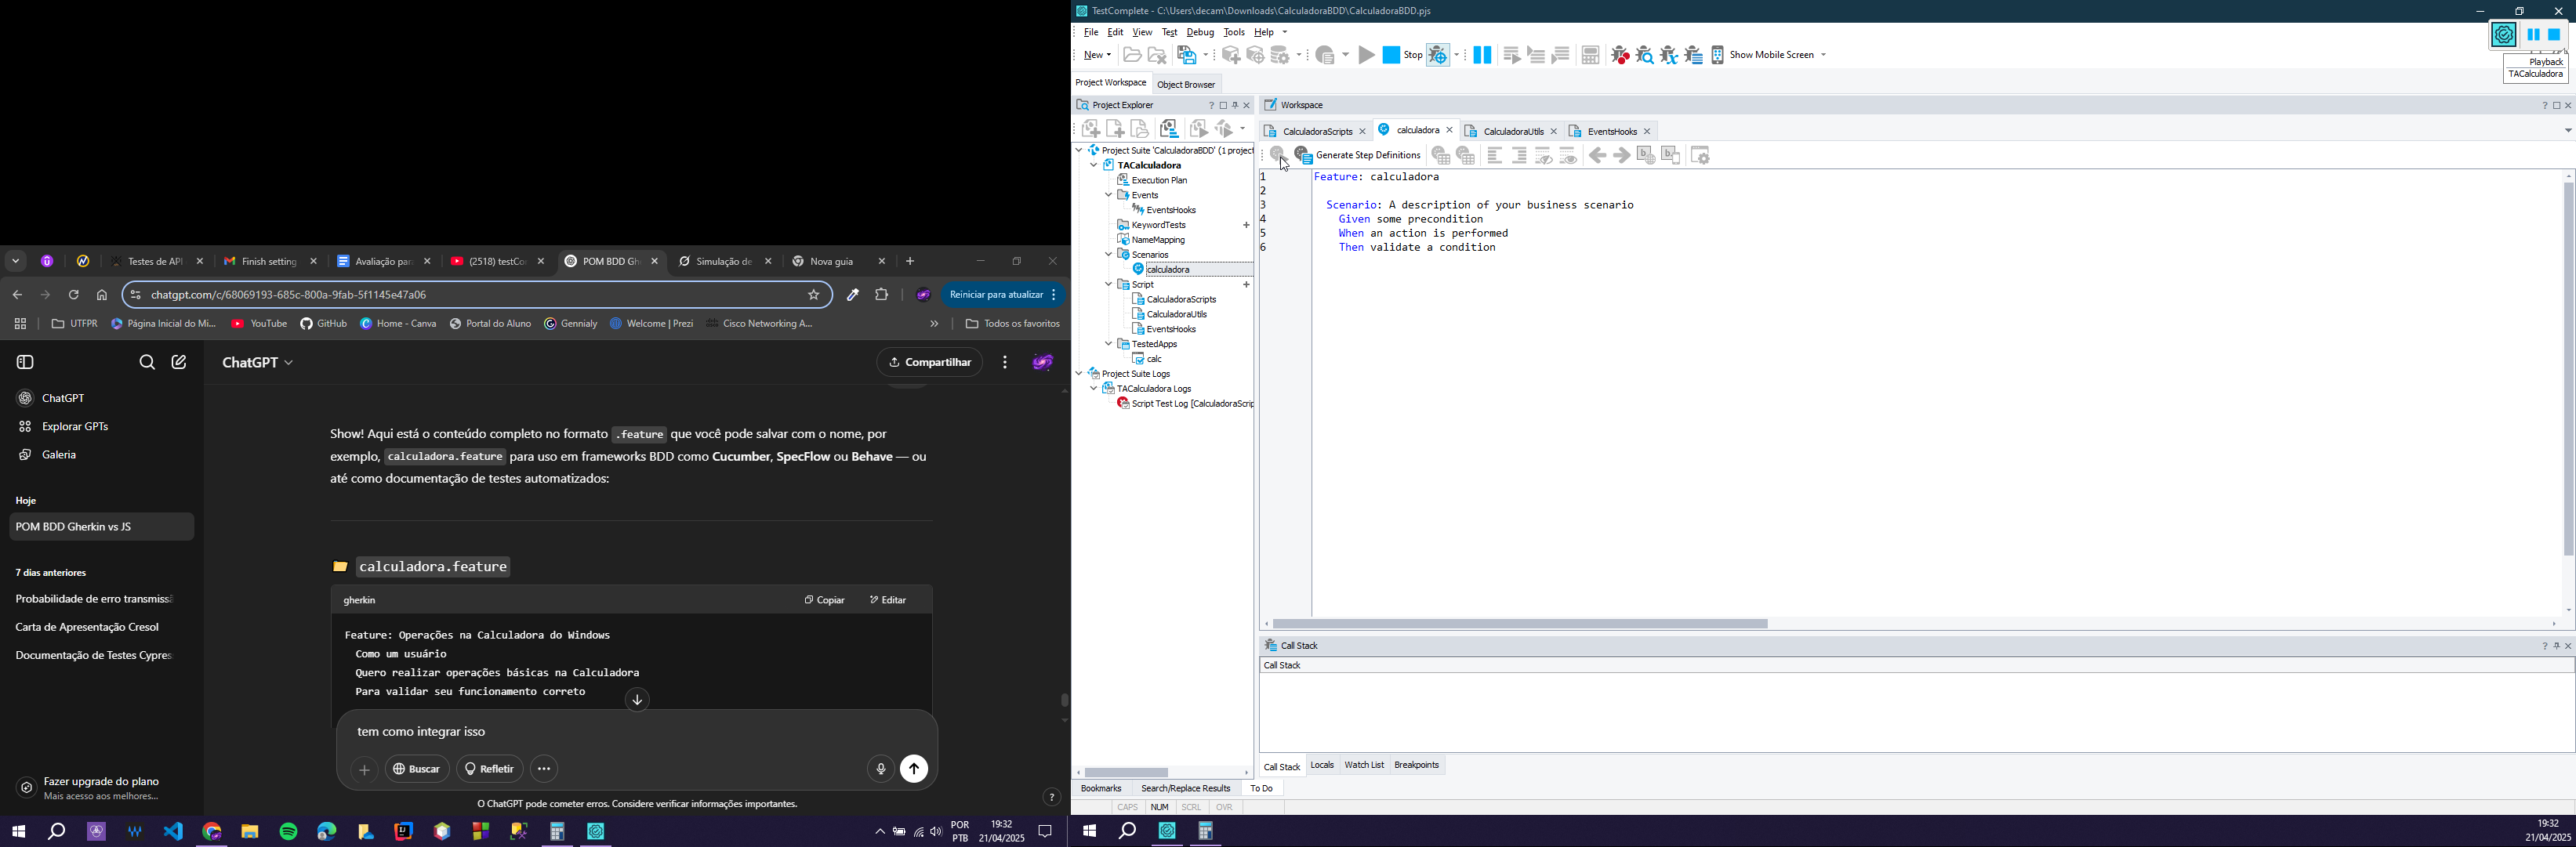 TestComplete - C:\Users\decam\Downloads\CalculadoraBDD\CalculadoraBDD.pjs
File Edit View Test Debug Tools Help
New Stop Show Mobile Screen
Playback
TACalculadora
Project Workspace Object Browser
Project Explorer
Project Suite 'CalculadoraBDD' (1 project
TACalculadora
Execution Plan
Events
EventsHooks
KeywordTests
NameMapping
Scenarios
calculadora
Script
CalculadoraScripts
CalculadoraUtils
EventsHooks
TestedApps
calc
Project Suite Logs
TACalculadora Logs
Script Test Log [CalculadoraScrip
Bookmarks Search/Replace Results To Do
CAPS NUM SCRL OVR
Workspace
CalculadoraScripts calculadora CalculadoraUtils EventsHooks
Generate Step Definitions
1 Feature: calculadora
2
3 Scenario: A description of your business scenario
4 Given some precondition
5 When an action is performed
6 Then validate a condition
Call Stack
Call Stack
Call Stack Locals Watch List Breakpoints
19:32
21/04/2025
Testes de API Finish setting Avaliação par (2518) testCo POM BDD Gh Simulação de Nova guia
chatgpt.com/c/68069193-685c-800a-9fab-5f1145e47a06
Reiniciar para atualizar
UTFPR Página Inicial do Mi... YouTube GitHub Home - Canva Portal do Aluno Gennialy Welcome | Prezi Cisco Networking A... Todos os favoritos
ChatGPT
Explorar GPTs
Galeria
Hoje
POM BDD Gherkin vs JS
7 dias anteriores
Probabilidade de erro transmiss
Carta de Apresentação Cresol
Documentação de Testes Cypres
Fazer upgrade do plano
Mais acesso aos melhores...
ChatGPT
Compartilhar
Show! Aqui está o conteúdo completo no formato .feature que você pode salvar com o nome, por
exemplo, calculadora.feature para uso em frameworks BDD como Cucumber, SpecFlow ou Behave — ou
até como documentação de testes automatizados:
calculadora.feature
gherkin Copiar Editar
Feature: Operações na Calculadora do Windows
Como um usuário
Quero realizar operações básicas na Calculadora
Para validar seu funcionamento correto
tem como integrar isso
Buscar Refletir
O ChatGPT pode cometer erros. Considere verificar informações importantes.
POR
PTB
19:32
21/04/2025